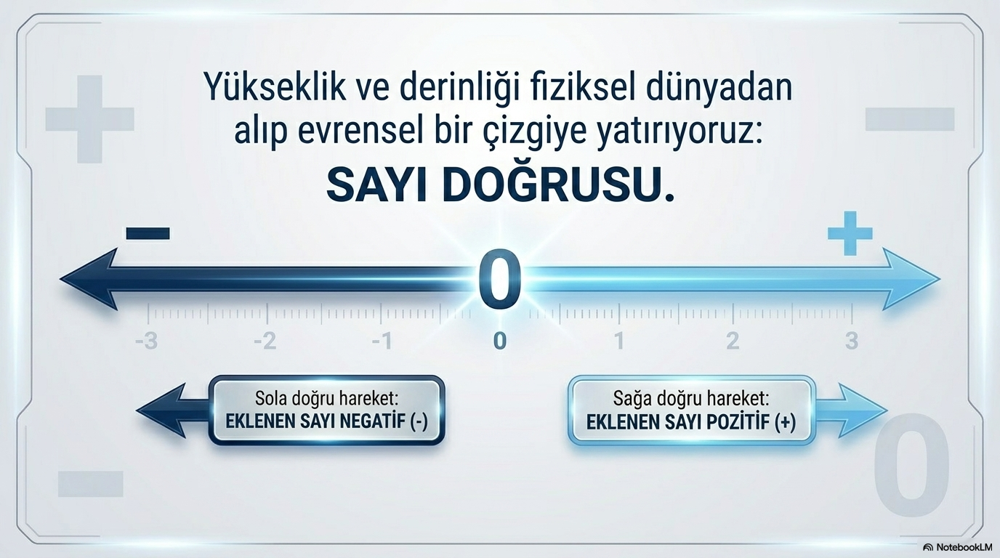 Yükseklik ve derinliği fiziksel dünyadan
alıp evrensel bir çizgiye yatırıyoruz:
SAYI DOĞRUSU.
− +
0
-3 -2 -1 0 1 2 3
Sola doğru hareket:
EKLENEN SAYI NEGATİF (-)
Sağa doğru hareket:
EKLENEN SAYI POZİTİF (+)
+
−
−
0
NotebookLM